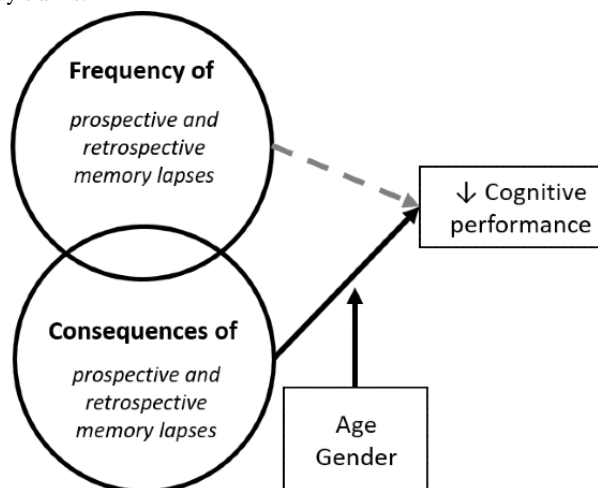 Frequency of
prospective and
retrospective
memory lapses
↓ Cognitive
performance
Consequences of
prospective and
retrospective
memory lapses
Age
Gender